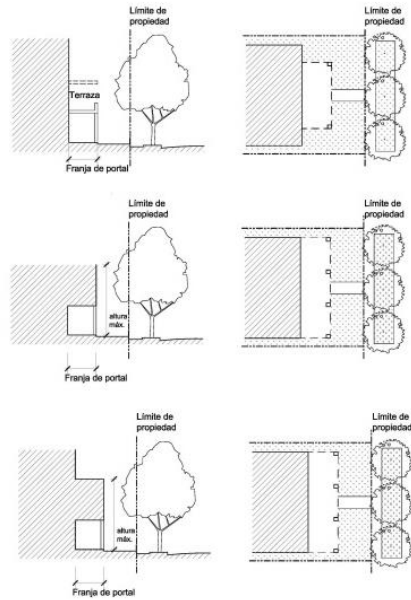 Límite de
propiedad
Límite de
propiedad
Terraza
Franja de portal
Límite de
propiedad
Límite de
propiedad
altura
máx.
Franja de portal
Límite de
propiedad
Límite de
propiedad
altura
máx.
Franja de portal